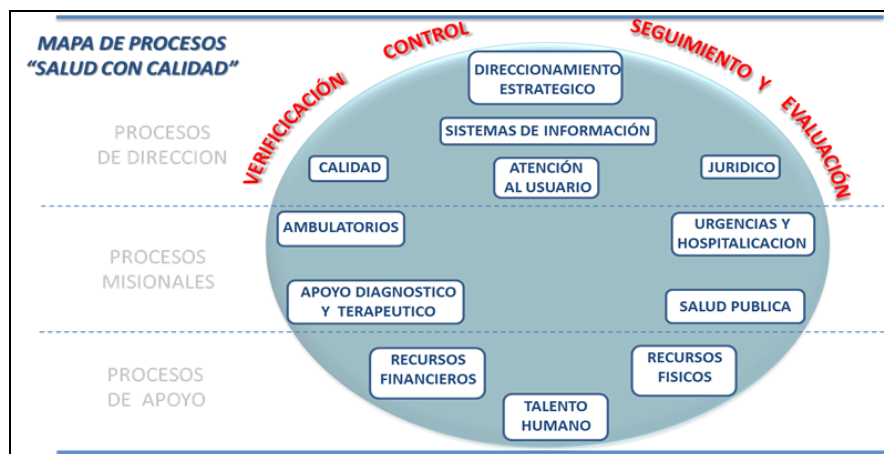 MAPA DE PROCESOS
“SALUD CON CALIDAD”
VERIFICICACIÓN
CONTROL
SEGUIMIENTO Y EVALUACIÓN
PROCESOS
DE DIRECCION
DIRECCIONAMIENTO
ESTRATEGICO
SISTEMAS DE INFORMACIÓN
CALIDAD
ATENCIÓN
AL USUARIO
JURIDICO
PROCESOS
MISIONALES
AMBULATORIOS
URGENCIAS Y
HOSPITALICACION
APOYO DIAGNOSTICO
Y TERAPEUTICO
SALUD PUBLICA
PROCESOS
DE APOYO
RECURSOS
FINANCIEROS
RECURSOS
FISICOS
TALENTO
HUMANO